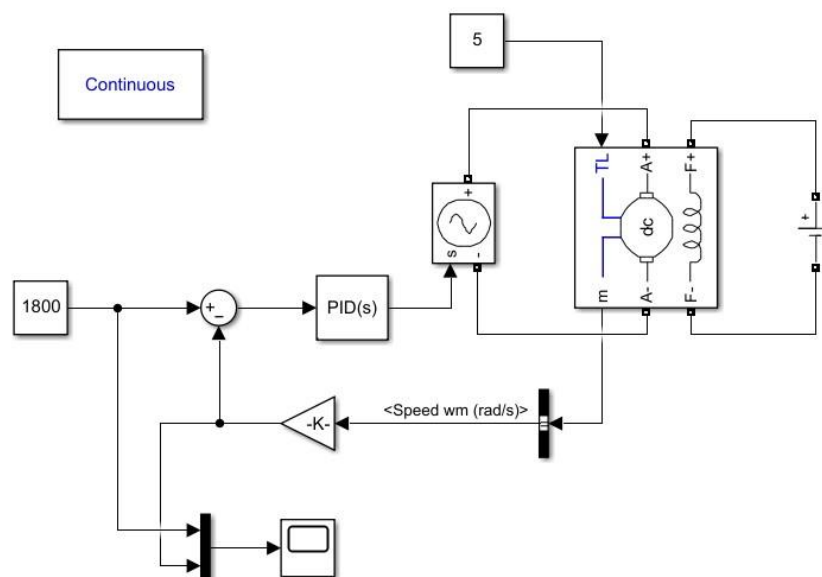 5
Continuous
TL
A+
F+
+
dc
s
-
+
m
A-
F-
1800
+
-
PID(s)
<Speed wm (rad/s)>
-K-